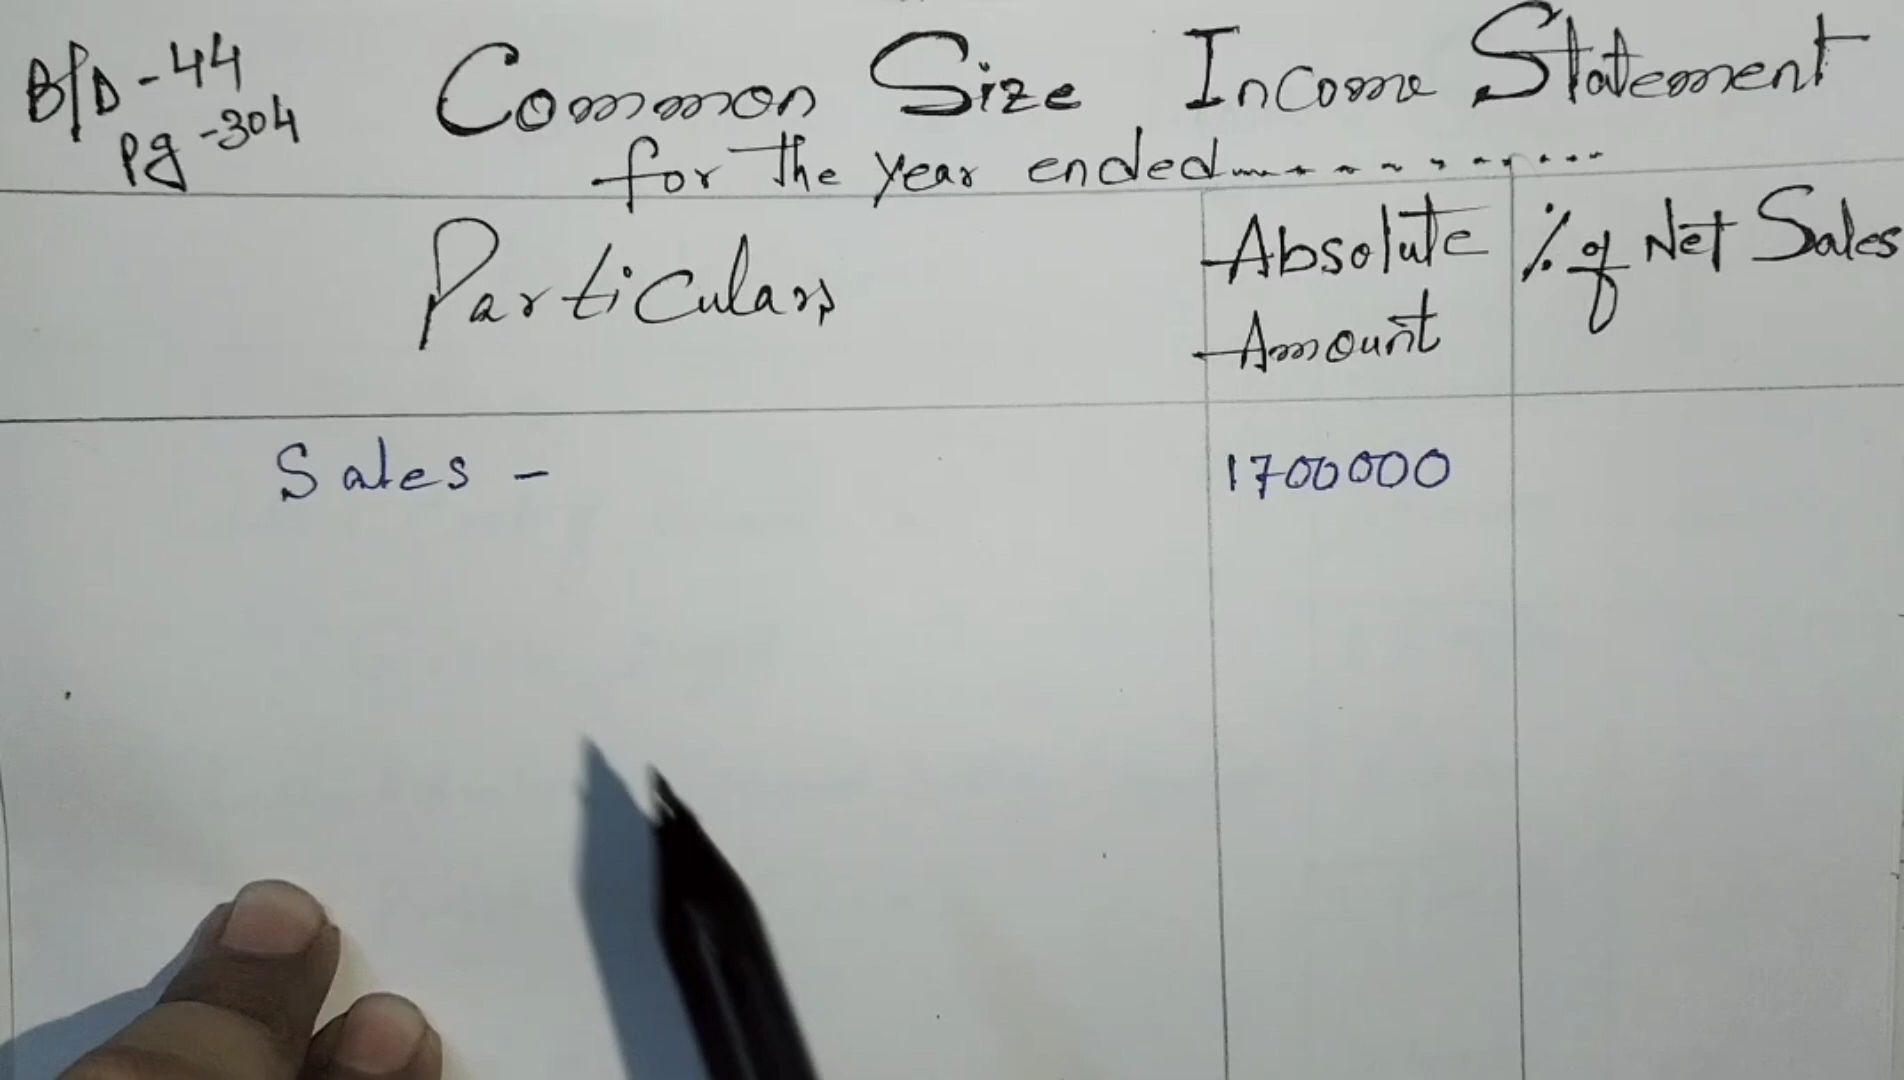 B/D - 44
Pg - 304
Common Size Income Statement
for the year ended...............
Particulars
Absolute Amount
% of Net Sales
Sales - 1700000